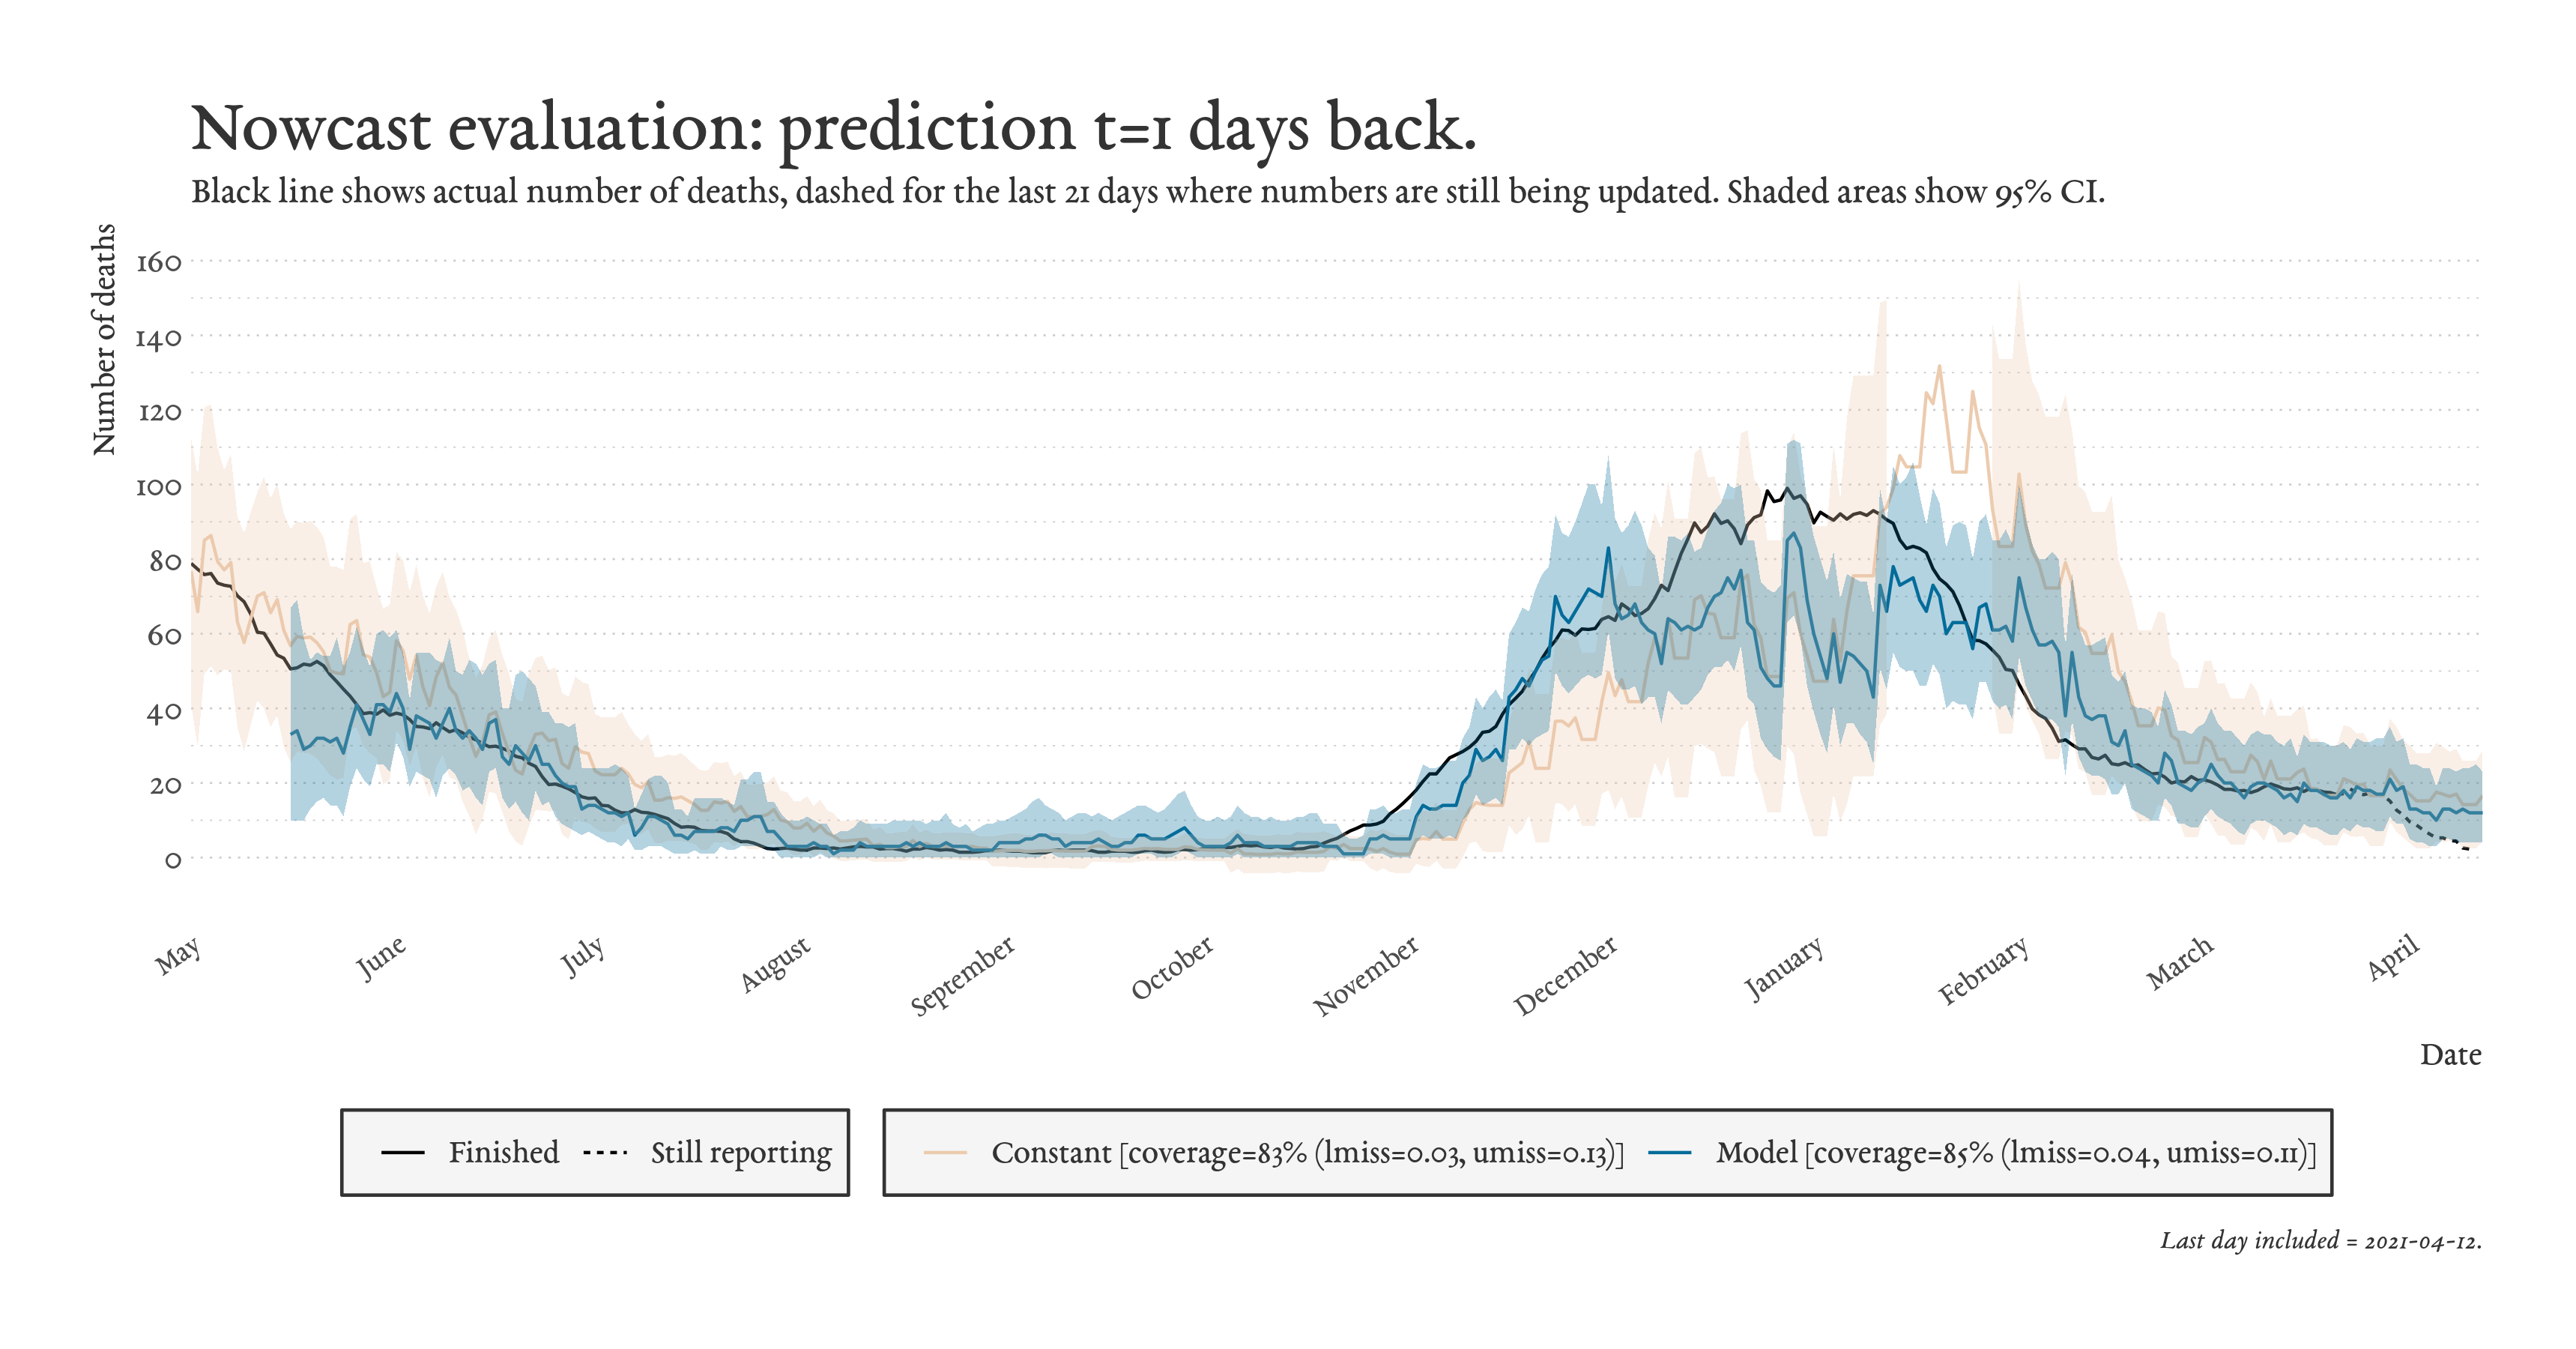 Nowcast evaluation: prediction t=1 days back.
Black line shows actual number of deaths, dashed for the last 21 days where numbers are still being updated. Shaded areas show 95% CI.
Number of deaths
160
140
120
100
80
60
40
20
0
May
June
July
August
September
October
November
December
January
February
March
April
Date
Finished
Still reporting
Constant [coverage=83% (lmiss=0.03, umiss=0.13)]
Model [coverage=85% (lmiss=0.04, umiss=0.11)]
Last day included = 2021-04-12.